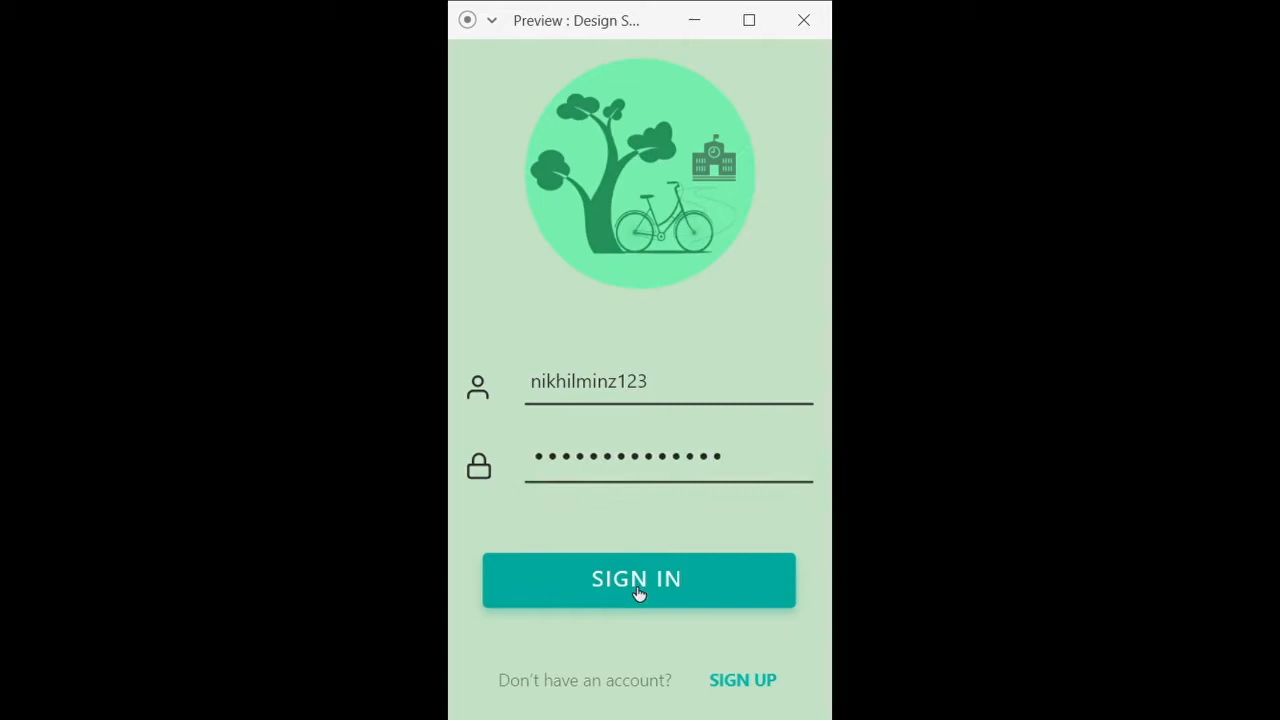 Preview : Design S...
nikhilminz123
••••••••••••••
SIGN IN
Don't have an account? SIGN UP